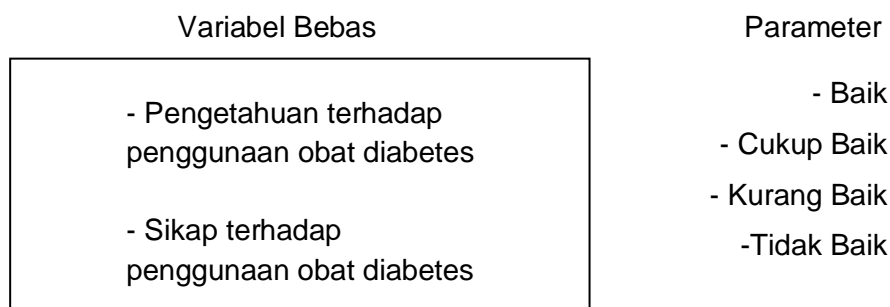 Variabel Bebas
Parameter
- Pengetahuan terhadap
penggunaan obat diabetes
- Sikap terhadap
penggunaan obat diabetes
- Baik
- Cukup Baik
- Kurang Baik
-Tidak Baik